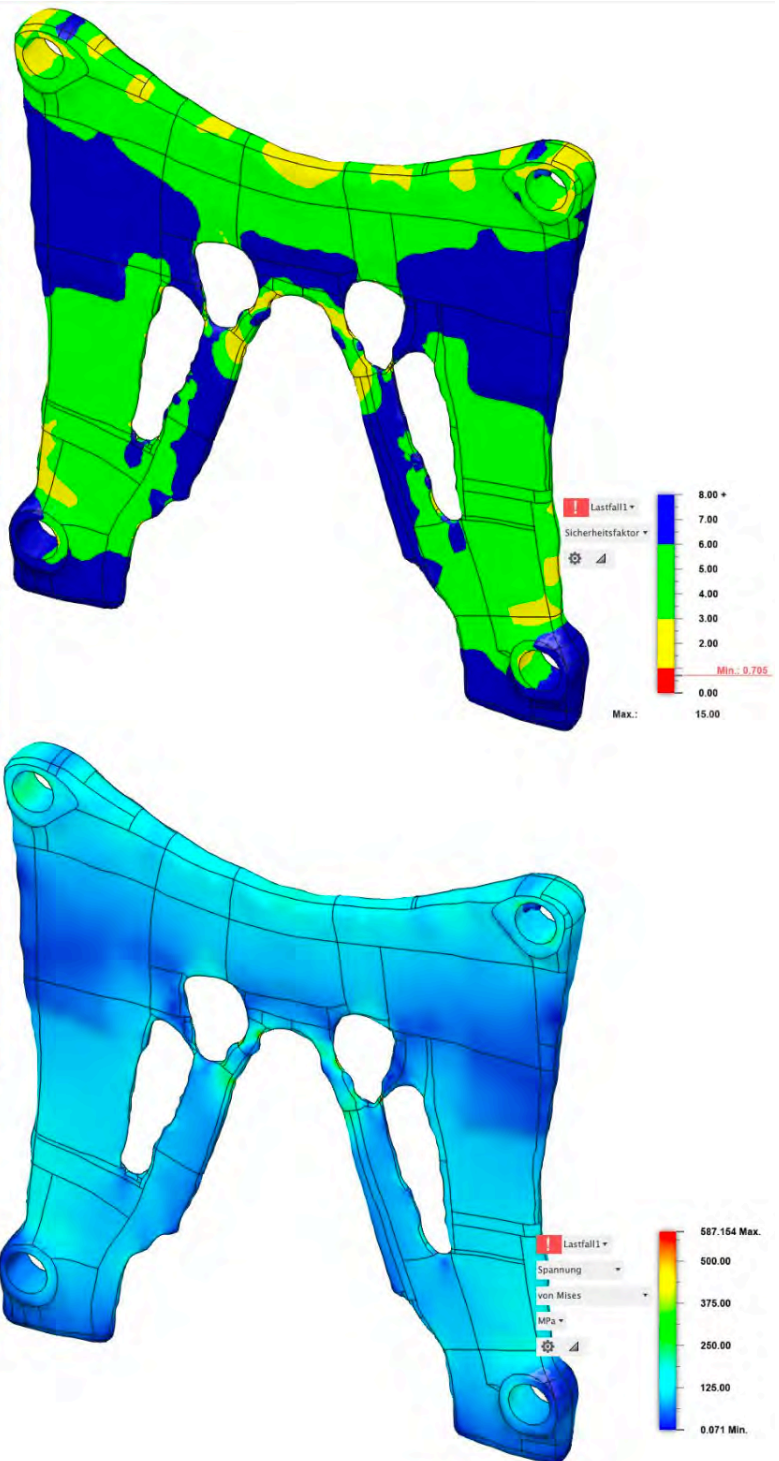 Lastfall1
Sicherheitsfaktor
8.00 +
7.00
6.00
5.00
4.00
3.00
2.00
Min.: 0.705
0.00
Max.: 15.00
Lastfall1
Spannung
von Mises
MPa
587.154 Max.
500.00
375.00
250.00
125.00
0.071 Min.